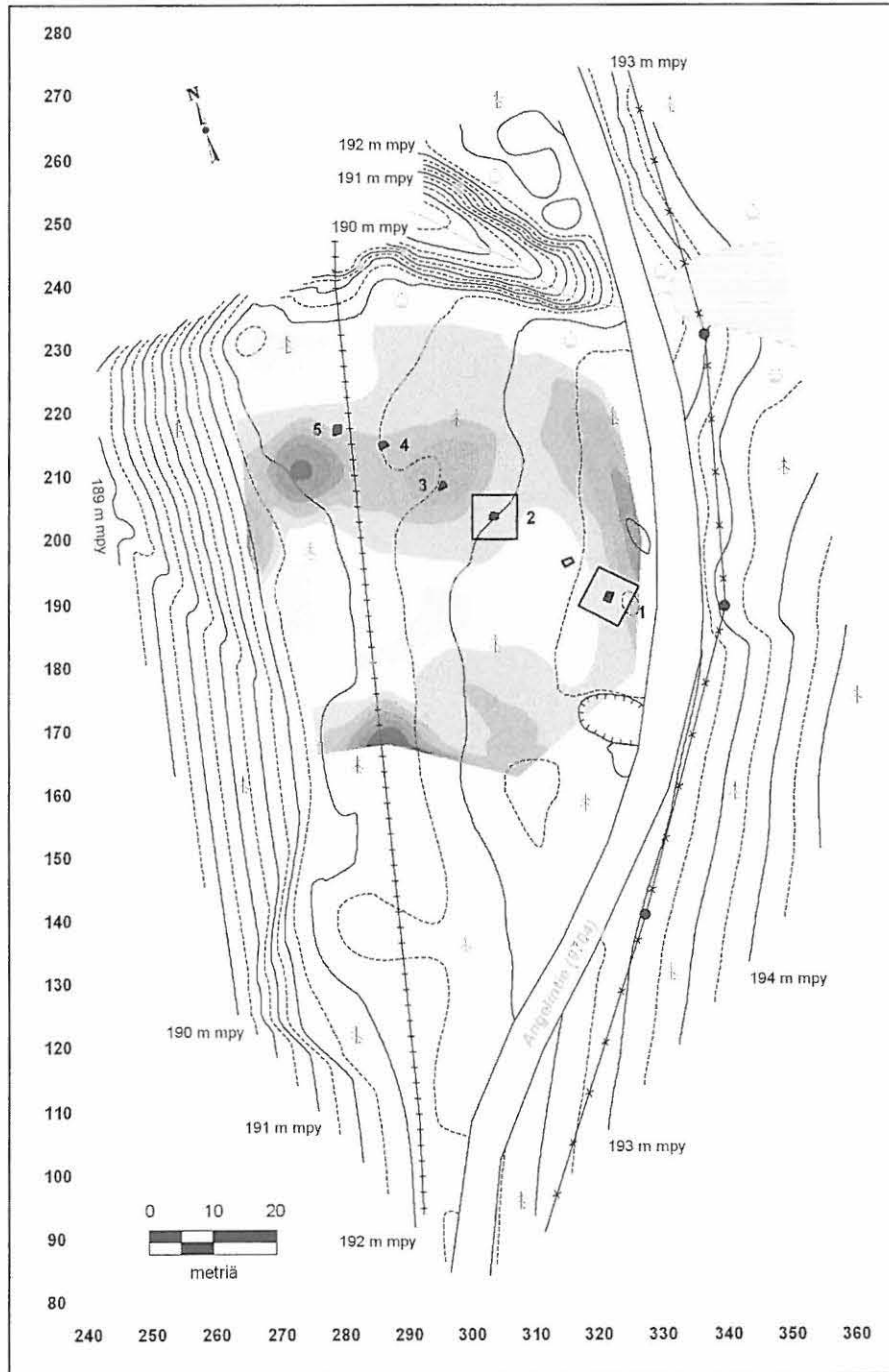 280
193 m mpy
270
N
192 m mpy
260
191 m mpy
250
190 m mpy
240
230
220
5
4
210
3
189 m mpy
2
200
190
1
180
170
160
150
140
Angelintie (9704)
130
194 m mpy
190 m mpy
120
191 m mpy
110
193 m mpy
100
0 10 20
192 m mpy
90
metriä
80
240 250 260 270 280 290 300 310 320 330 340 350 360